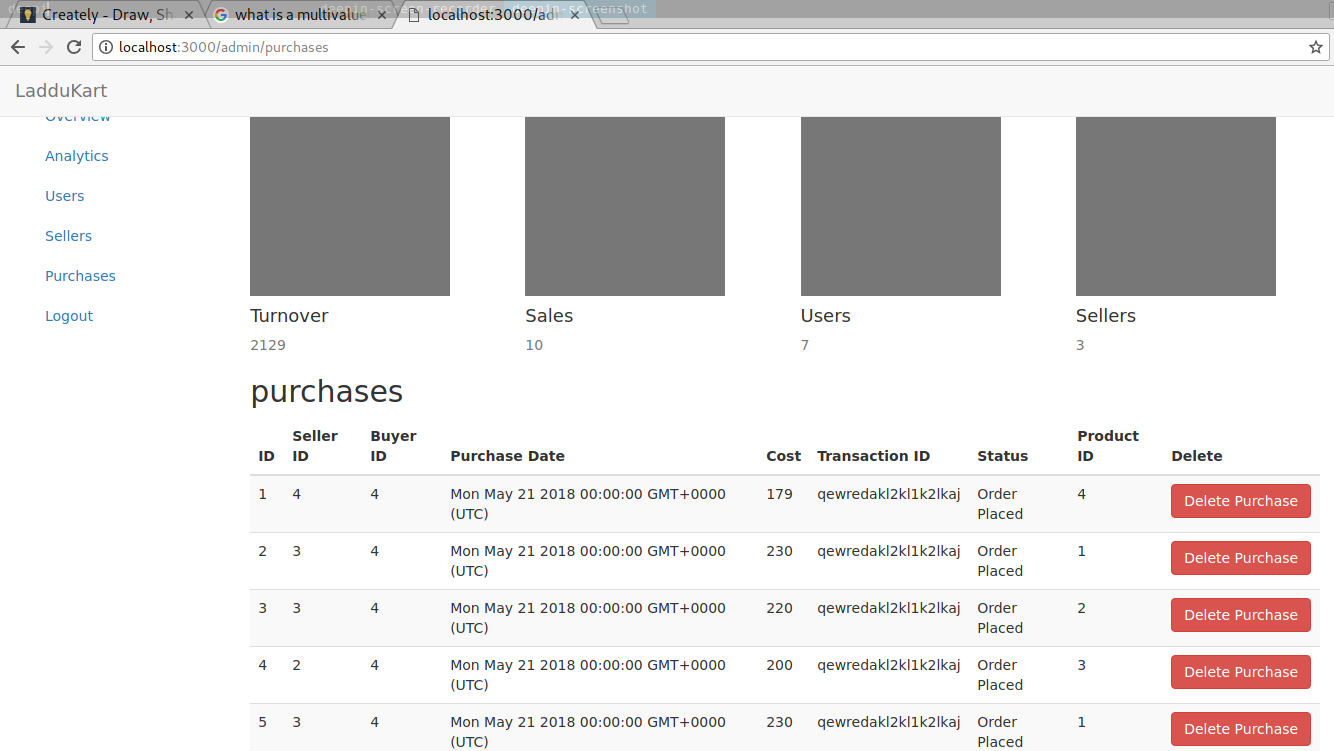 deepin-screen-recorder deepin-screenshot
Creately - Draw, Sh
what is a multivalue
localhost:3000/adi
localhost:3000/admin/purchases
LadduKart
Overview
Analytics
Users
Sellers
Purchases
Logout
Turnover
2129
Sales
10
Users
7
Sellers
3
purchases
ID Seller ID Buyer ID Purchase Date Cost Transaction ID Status Product ID Delete
1 4 4 Mon May 21 2018 00:00:00 GMT+0000 (UTC) 179 qewredakl2kl1k2lkaj Order Placed 4 Delete Purchase
2 3 4 Mon May 21 2018 00:00:00 GMT+0000 (UTC) 230 qewredakl2kl1k2lkaj Order Placed 1 Delete Purchase
3 3 4 Mon May 21 2018 00:00:00 GMT+0000 (UTC) 220 qewredakl2kl1k2lkaj Order Placed 2 Delete Purchase
4 2 4 Mon May 21 2018 00:00:00 GMT+0000 (UTC) 200 qewredakl2kl1k2lkaj Order Placed 3 Delete Purchase
5 3 4 Mon May 21 2018 00:00:00 GMT+0000 (UTC) 230 qewredakl2kl1k2lkaj Order Placed 1 Delete Purchase